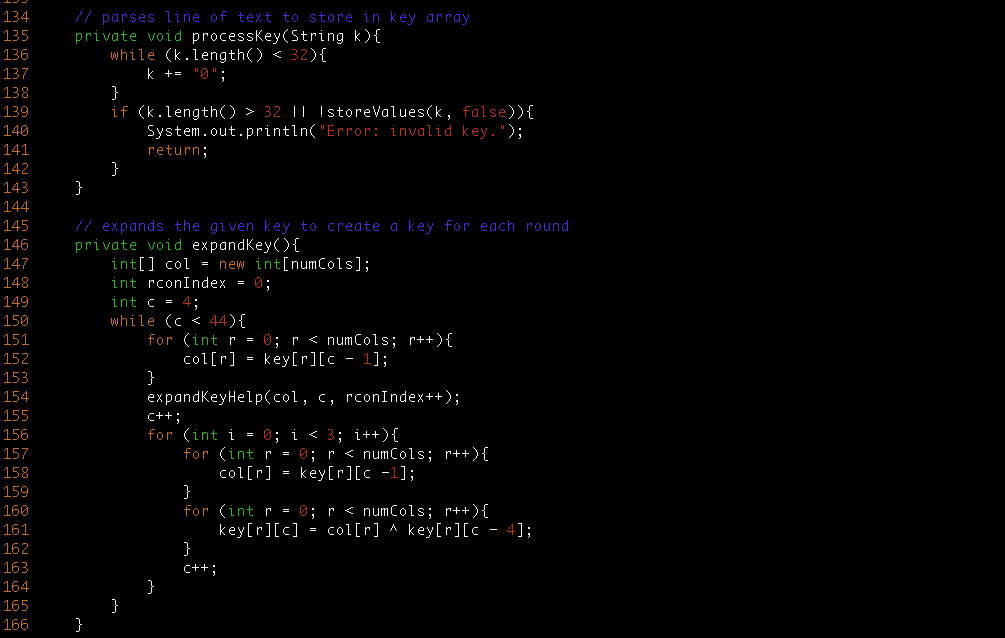 134     // parses line of text to store in key array
135     private void processKey(String k){
136         while (k.length() < 32){
137             k += "0";
138         }
139         if (k.length() > 32 || !storeValues(k, false)){
140             System.out.println("Error: invalid key.");
141             return;
142         }
143     }
144
145     // expands the given key to create a key for each round
146     private void expandKey(){
147         int[] col = new int[numCols];
148         int rconIndex = 0;
149         int c = 4;
150         while (c < 44){
151             for (int r = 0; r < numCols; r++){
152                 col[r] = key[r][c - 1];
153             }
154             expandKeyHelp(col, c, rconIndex++);
155             c++;
156             for (int i = 0; i < 3; i++){
157                 for (int r = 0; r < numCols; r++){
158                     col[r] = key[r][c -1];
159                 }
160                 for (int r = 0; r < numCols; r++){
161                     key[r][c] = col[r] ^ key[r][c - 4];
162                 }
163                 c++;
164             }
165         }
166     }